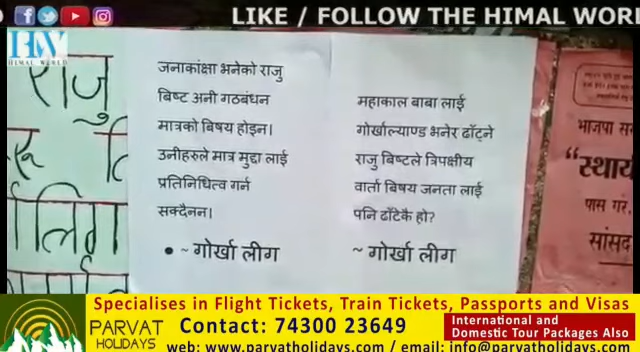 LIKE / FOLLOW THE HIMAL WORL
HW
HIMAL WORLD
राजु
जनाकांक्षा भनेको राजु
बिष्ट अनी गठबंधन
मात्रको बिषय होइन।
उनीहरुले मात्र मुद्दा लाई
प्रतिनिधित्व गर्न
सक्दैनन।
• ~ गोर्खा लीग
महाकाल बाबा लाई
गोर्खाल्याण्ड भनेर ढाँट्ने
राजु बिष्टले त्रिपक्षीय
वार्ता बिषय जनता लाई
पनि ढाँटेकै हो?
~ गोर्खा लीग
भाजपा स
“स्थाय
पास गर
सांसद
PARVAT
HOLIDAYS
Specialises in Flight Tickets, Train Tickets, Passports and Visas
Contact: 74300 23649
International and
Domestic Tour Packages Also
web: www.parvatholidays.com / email: info@parvatholidays.com